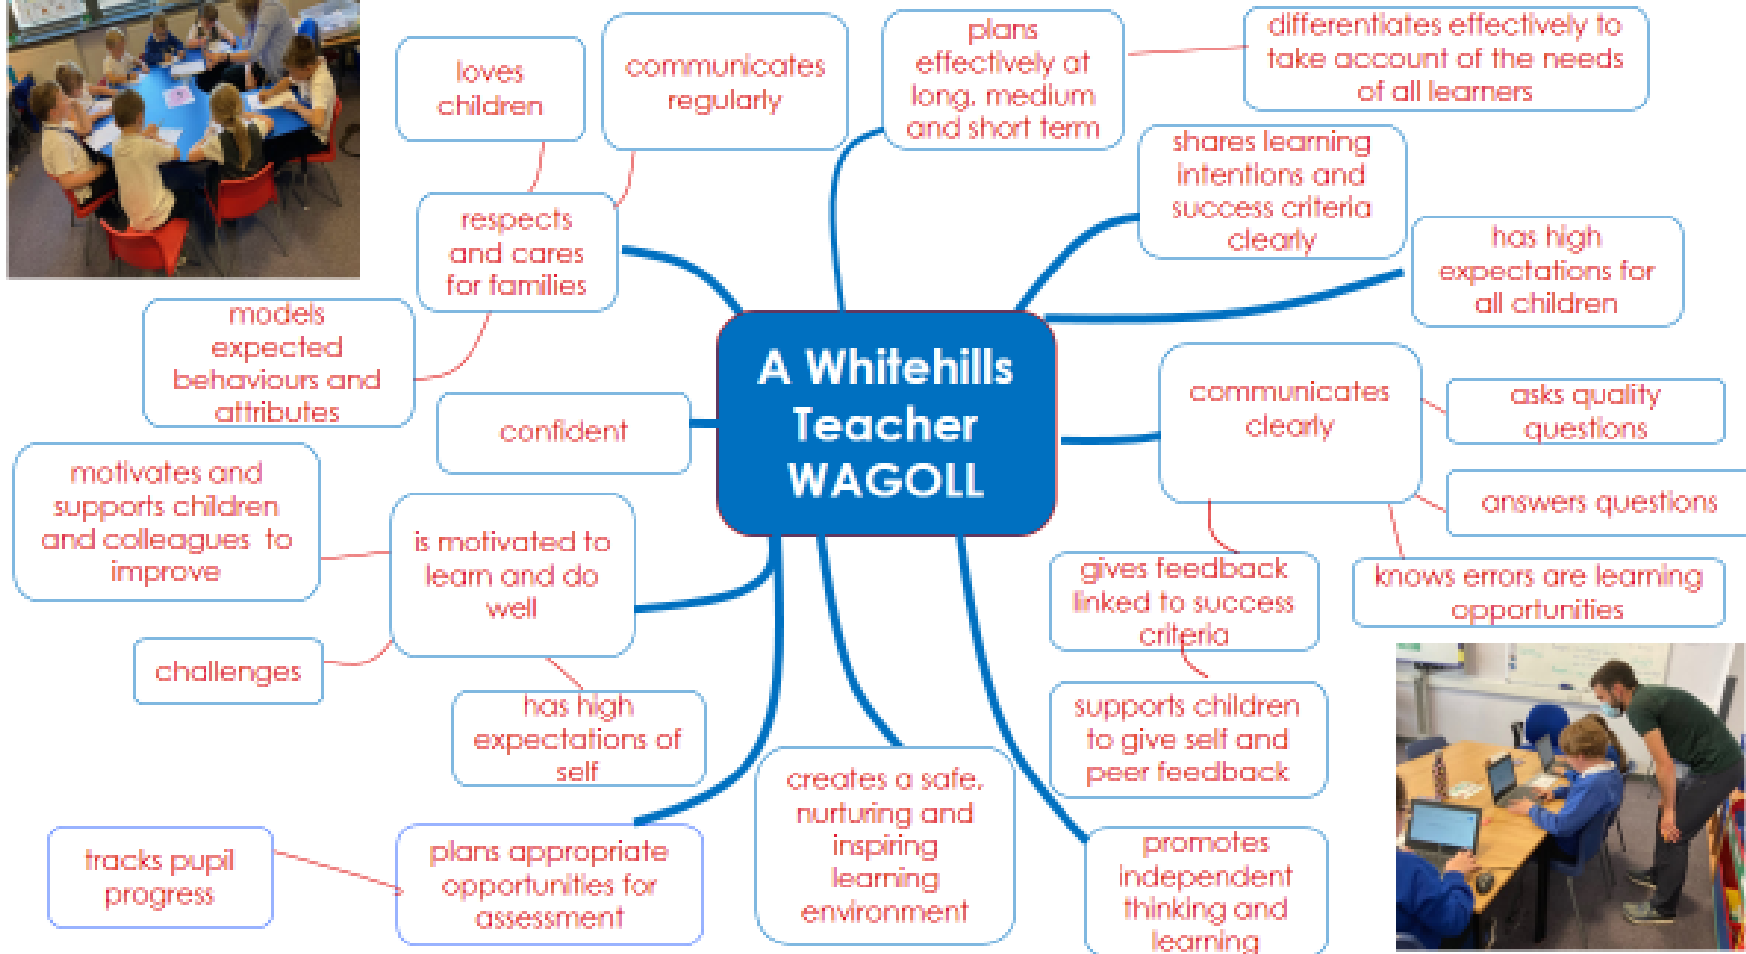 loves
children
communicates
regularly
plans
effectively at
long, medium
and short term
differentiates effectively to
take account of the needs
of all learners
shares learning
intentions and
success criteria
clearly
has high
expectations for
all children
respects
and cares
for families
models
expected
behaviours and
attributes
A Whitehills
Teacher
WAGOLL
confident
communicates
clearly
asks quality
questions
answers questions
knows errors are learning
opportunities
gives feedback
linked to success
criteria
supports children
to give self and
peer feedback
motivates and
supports children
and colleagues to
improve
is motivated to
learn and do
well
challenges
has high
expectations of
self
tracks pupil
progress
plans appropriate
opportunities for
assessment
creates a safe,
nurturing and
inspiring
learning
environment
promotes
independent
thinking and
learning